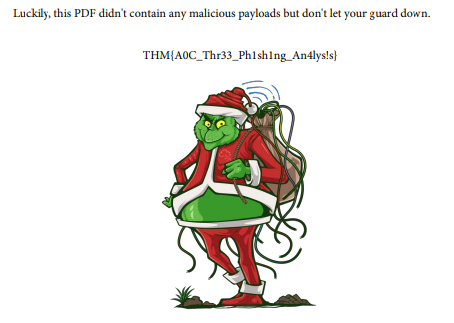 Luckily, this PDF didn't contain any malicious payloads but don't let your guard down.
THM{A0C_Thr33_Ph1sh1ng_An4lys!s}